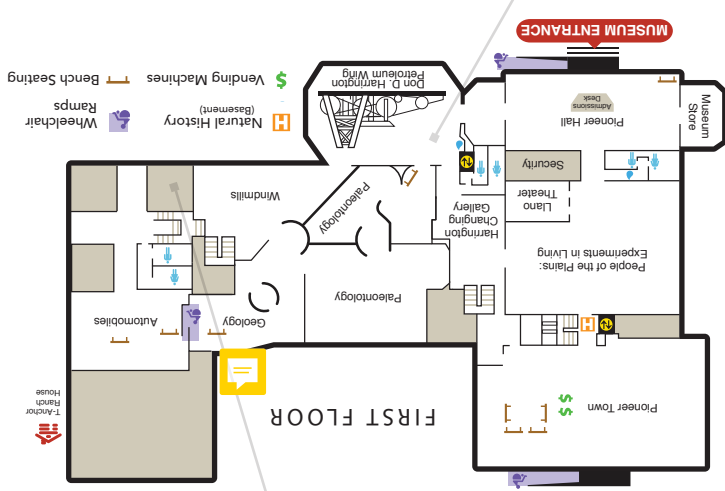 Pioneer Town
$
$
FIRST FLOOR
T-Anchor
Ranch
House
H
Paleontology
Geology
Automobiles
People of the Plains:
Experiments in Living
Harrington
Changing
Gallery
Paleontology
Windmills
Llano
Theater
Security
Museum
Store
Pioneer Hall
Admissions
Desk
Don D. Harrington
Petroleum Wing
H Natural History
(Basement)
Wheelchair
Ramps
$ Vending Machines
Bench Seating
MUSEUM ENTRANCE